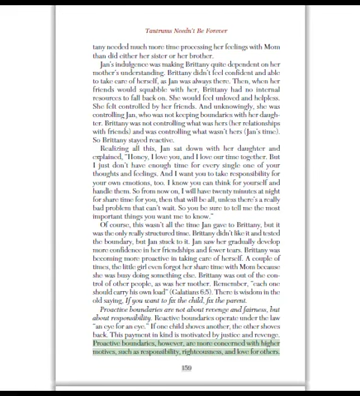 Tantrums Needn't Be Forever
tany needed much more time processing her feelings with Mom
than did either her sister or her brother.
Jan's indulgence was making Brittany quite dependent on her
mother's understanding. Brittany didn't feel confident and able
to take care of herself, as Jan was always there. Then, when her
friends would squabble with her, Brittany had no internal
resources to fall back on. She would feel unloved and helpless.
She felt controlled by her friends. And unknowingly, she was
controlling Jan, who was not keeping boundaries with her daugh-
ter. Brittany was not controlling what was hers (her relationships
with friends) and was controlling what wasn't hers (Jan's time).
So Brittany stayed reactive.
Realizing all this, Jan sat down with her daughter and
explained, "Honey, I love you, and I love our time together. But
I just don't have enough time for every single one of your
thoughts and feelings. And I want you to take responsibility for
your own emotions, too. I know you can think for yourself and
handle them. So from now on, I will have twenty minutes at night
for share time for you, then that will be all, unless there's a really
bad problem that can't wait. So you be sure to tell me the most
important things you want me to know."
Of course, this wasn't all the time Jan gave to Brittany, but it
was the only really structured time. Brittany didn't like it and tested
the boundary, but Jan stuck to it. Jan saw her gradually develop
more confidence in her friendships and fewer tears. Brittany was
becoming more proactive in taking care of herself. A couple of
times, the little girl even forgot her share time with Mom because
she was busy doing something else. Brittany was out of the con-
trol of other people, as was her mother. Remember, "each one
should carry his own load" (Galatians 6:5). There is wisdom in the
old saying, If you want to fix the child, fix the parent.
Proactive boundaries are not about revenge and fairness, but
about responsibility. Reactive boundaries operate under the law
"an eye for an eye." If one child shoves another, the other shoves
back. This payment in kind is motivated by justice and revenge.
Proactive boundaries, however, are more concerned with higher
motives, such as responsibility, righteousness, and love for others.
189